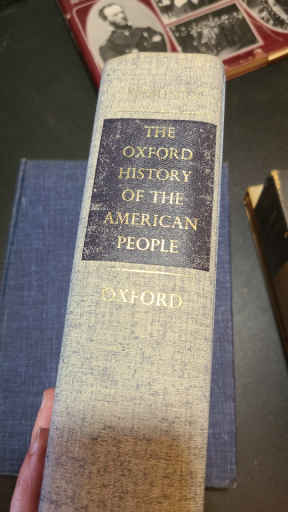 THE
OXFORD
HISTORY
OF THE
AMERICAN
PEOPLE
OXFORD